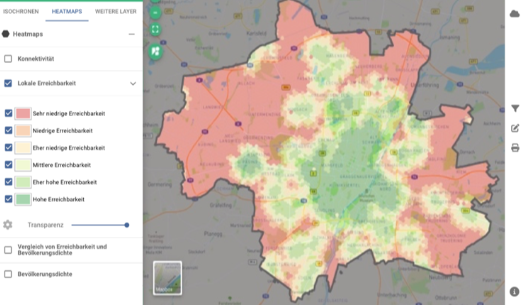 ISOCHRONEN HEATMAPS WEITERE LAYER
Heatmaps
Konnektivität
Lokale Erreichbarkeit
Sehr niedrige Erreichbarkeit
Niedrige Erreichbarkeit
Eher niedrige Erreichbarkeit
Mittlere Erreichbarkeit
Eher hohe Erreichbarkeit
Hohe Erreichbarkeit
Transparenz
Vergleich von Erreichbarkeit und
Bevölkerungsdichte
Bevölkerungsdichte